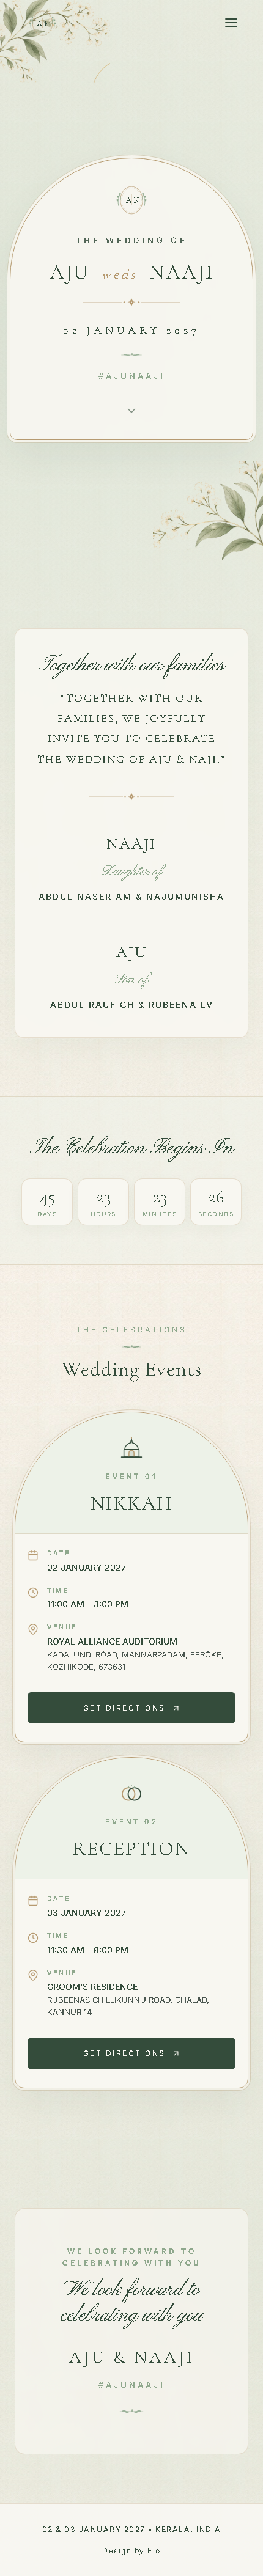 AN
AN
THE WEDDING OF
AJU weds NAAJI
02 JANUARY 2027
#AJUNAAJI
Together with our families
"TOGETHER WITH OUR
FAMILIES, WE JOYFULLY
INVITE YOU TO CELEBRATE
THE WEDDING OF AJU & NAJI."
NAAJI
Daughter of
ABDUL NASER AM & NAJUMUNISHA
AJU
Son of
ABDUL RAUF CH & RUBEENA LV
The Celebration Begins In
45 23 23 26
DAYS HOURS MINUTES SECONDS
THE CELEBRATIONS
Wedding Events
EVENT 01
NIKKAH
DATE
02 JANUARY 2027
TIME
11:00 AM – 3:00 PM
VENUE
ROYAL ALLIANCE AUDITORIUM
KADALUNDI ROAD, MANNARPADAM, FEROKE,
KOZHIKODE, 673631
GET DIRECTIONS
EVENT 02
RECEPTION
DATE
03 JANUARY 2027
TIME
11:30 AM – 8:00 PM
VENUE
GROOM'S RESIDENCE
RUBEENAS CHILLIKUNNU ROAD, CHALAD,
KANNUR 14
GET DIRECTIONS
WE LOOK FORWARD TO
CELEBRATING WITH YOU
We look forward to
celebrating with you
AJU & NAAJI
#AJUNAAJI
02 & 03 JANUARY 2027 • KERALA, INDIA
Design by Flo